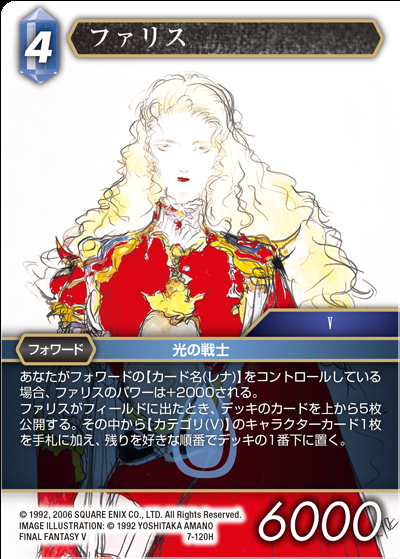 4
ファリス
V
フォワード
光の戦士
あなたがフォワードの【カード名(レナ)】をコントロールしている
場合、ファリスのパワーは+2000される。
ファリスがフィールドに出たとき、デッキのカードを上から5枚
公開する。その中から【カテゴリ(V)】のキャラクターカード1枚
を手札に加え、残りを好きな順番でデッキの1番下に置く。
© 1992, 2006 SQUARE ENIX CO., LTD. All Rights Reserved.
IMAGE ILLUSTRATION: © 1992 YOSHITAKA AMANO
FINAL FANTASY V 7-120H
6000